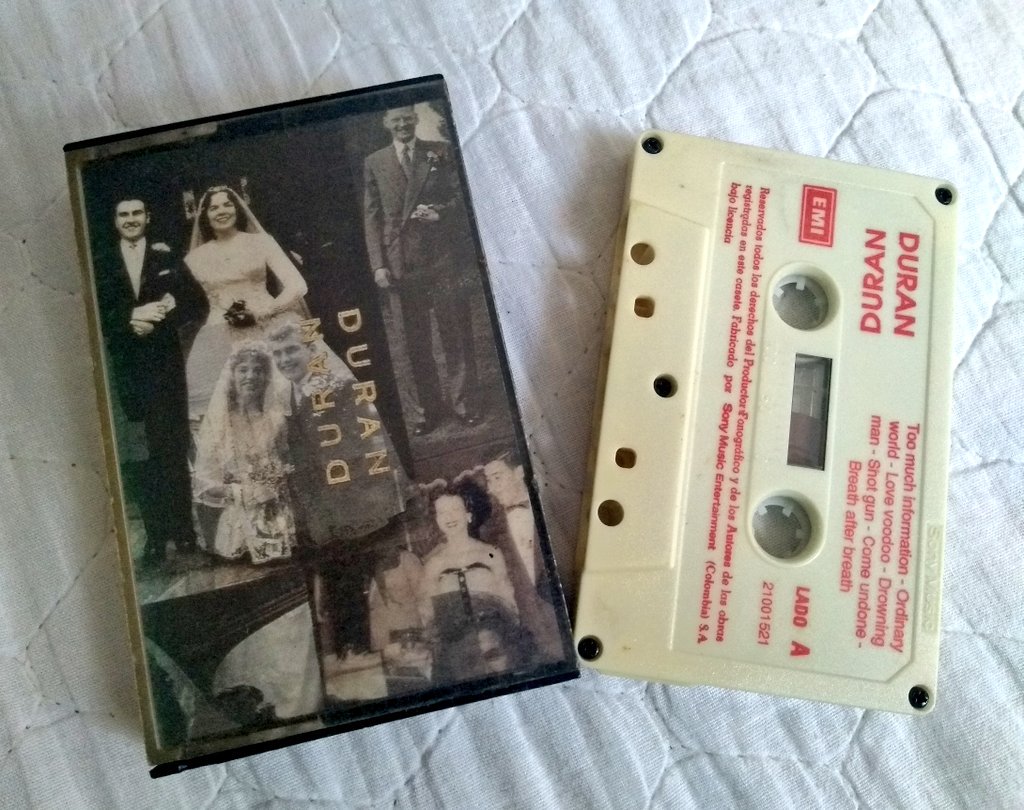 DURAN
DURAN
EMI
DURAN
DURAN
Too much information - Ordinary
world - Love voodoo - Drowning
man - Shot gun - Come undone -
Breath after breath
LADO A
21001521
Reservados todos los derechos del Productor Fonográfico y de los Autores de las obras
registradas en este casete. Fabricado por Sony Music Entertainment (Colombia) S.A.
bajo licencia
SONY MUSIC